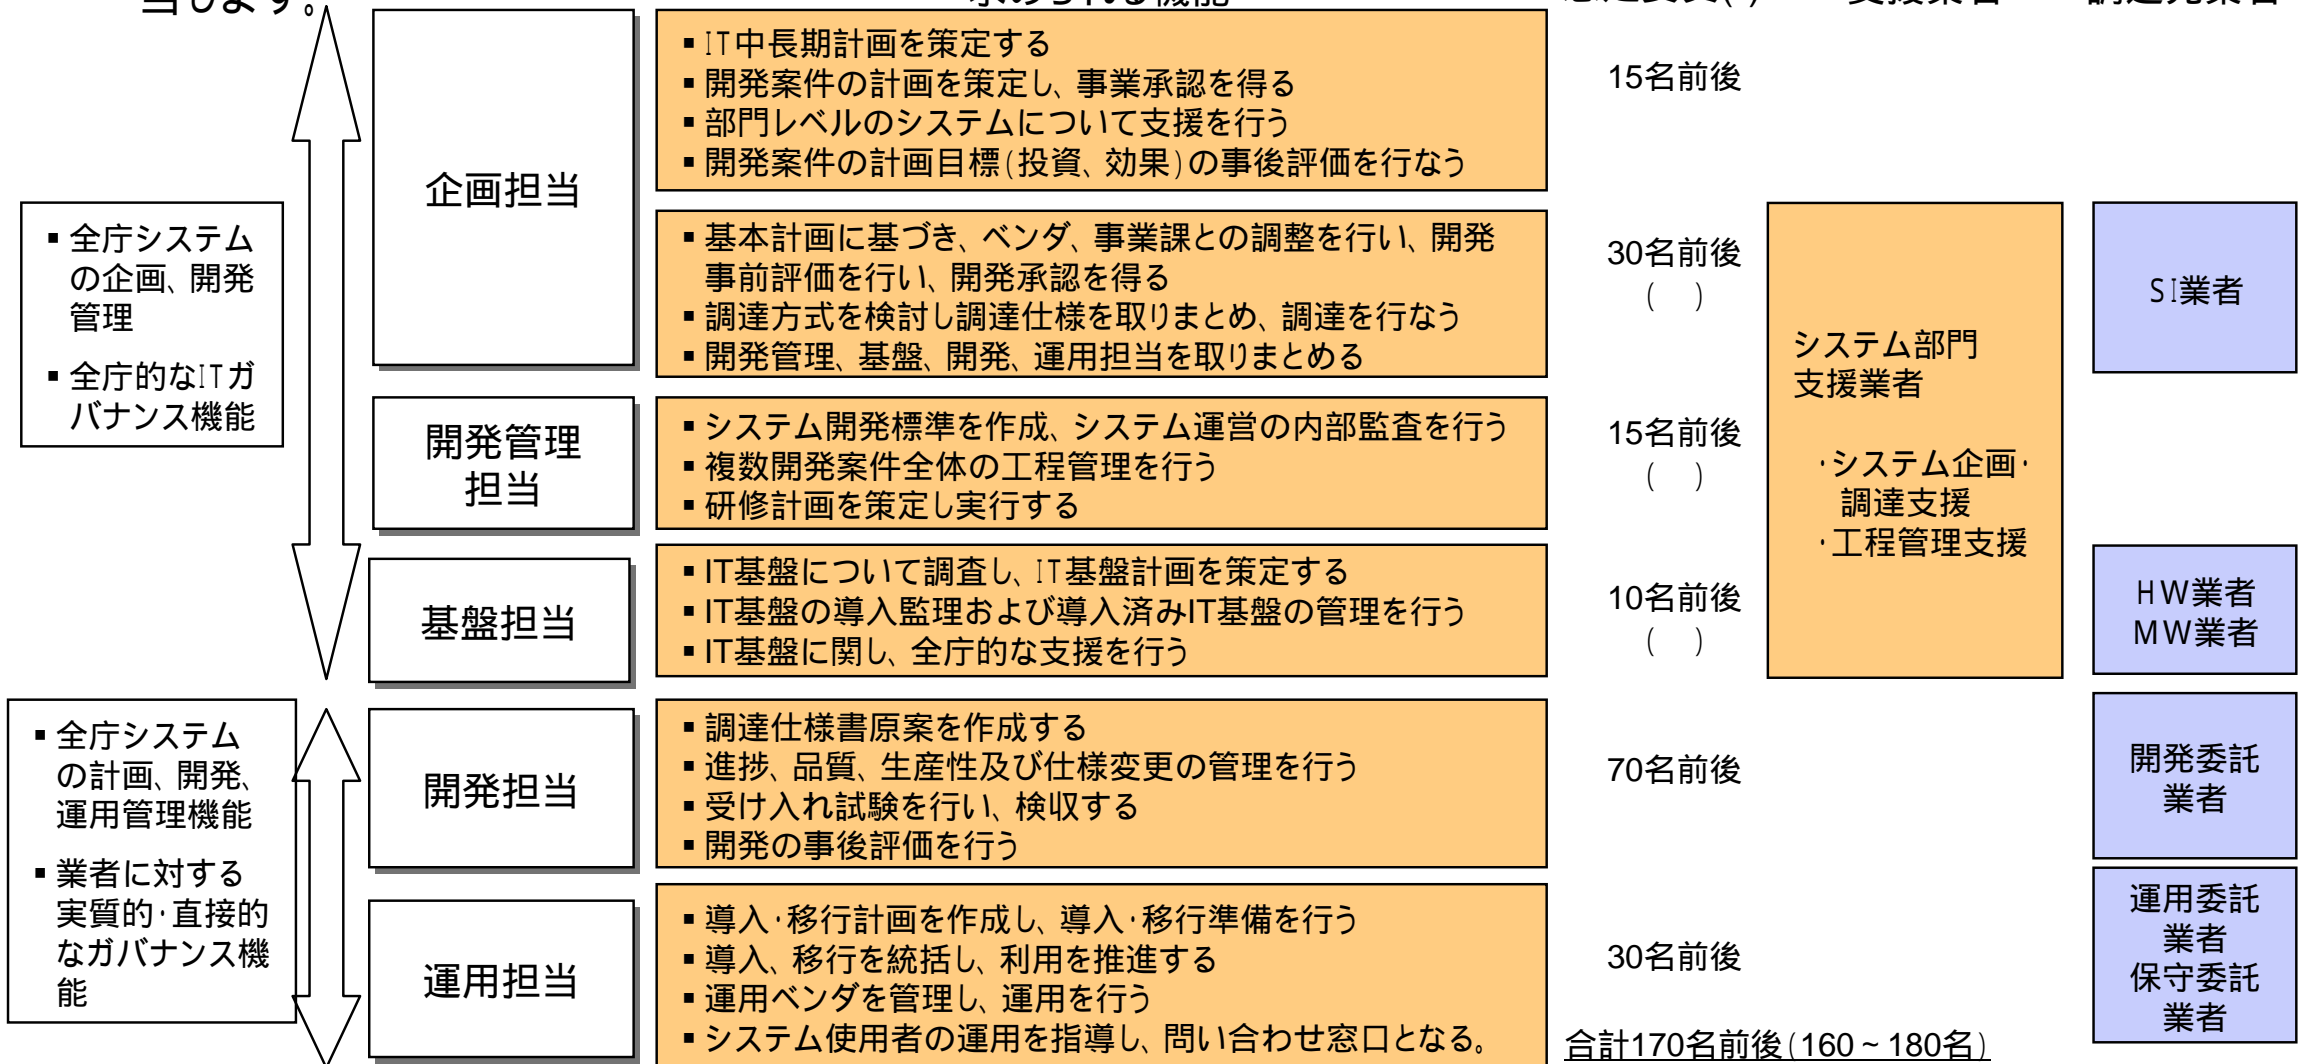 当します。
求められる機能
支援業者
全庁システム
の企画、開発
管理
全庁的なITガ
バナンス機能
企画担当
IT中長期計画を策定する
開発案件の計画を策定し、事業承認を得る
部門レベルのシステムについて支援を行う
開発案件の計画目標(投資、効果)の事後評価を行なう
15名前後
基本計画に基づき、ベンダ、事業課との調整を行い、開発
事前評価を行い、開発承認を得る
調達方式を検討し調達仕様を取りまとめ、調達を行なう
開発管理、基盤、開発、運用担当を取りまとめる
30名前後
( )
システム部門
支援業者
・システム企画・
調達支援
・工程管理支援
SI業者
開発管理
担当
システム開発標準を作成、システム運営の内部監査を行う
複数開発案件全体の工程管理を行う
研修計画を策定し実行する
15名前後
( )
基盤担当
IT基盤について調査し、IT基盤計画を策定する
IT基盤の導入監理および導入済みIT基盤の管理を行う
IT基盤に関し、全庁的な支援を行う
10名前後
( )
HW業者
MW業者
全庁システム
の計画、開発、
運用管理機能
業者に対する
実質的・直接的
なガバナンス機
能
開発担当
調達仕様書原案を作成する
進捗、品質、生産性及び仕様変更の管理を行う
受け入れ試験を行い、検収する
開発の事後評価を行う
70名前後
開発委託
業者
運用担当
導入・移行計画を作成し、導入・移行準備を行う
導入、移行を統括し、利用を推進する
運用ベンダを管理し、運用を行う
システム使用者の運用を指導し、問い合わせ窓口となる。
30名前後
運用委託
業者
保守委託
業者
合計170名前後(160～180名)